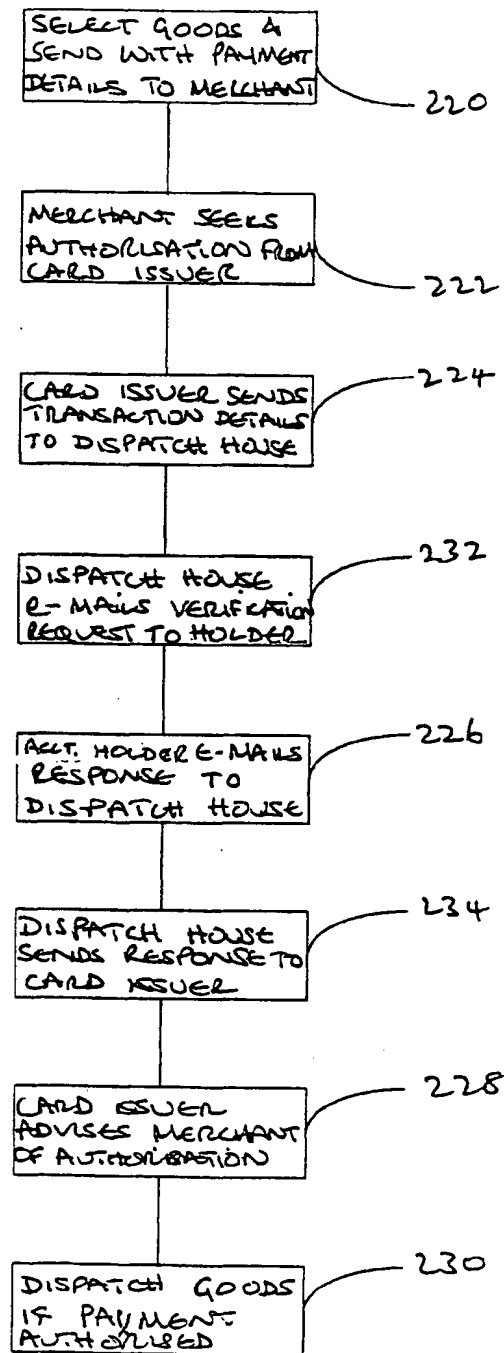 SELECT GOODS &
SEND WITH PAYMENT
DETAILS TO MERCHANT
220
MERCHANT SEEKS
AUTHORISATION FROM
CARD ISSUER
222
CARD ISSUER SENDS
TRANSACTION DETAILS
TO DISPATCH HOUSE
224
DISPATCH HOUSE
e-MAILS VERIFICATION
REQUEST TO HOLDER
232
ACCT. HOLDER E-MAILS
RESPONSE TO
DISPATCH HOUSE
226
DISPATCH HOUSE
SENDS RESPONSE TO
CARD ISSUER
234
CARD ISSUER
ADVISES MERCHANT
OF AUTHORISATION
228
DISPATCH GOODS
IF PAYMENT
AUTHORISED
230